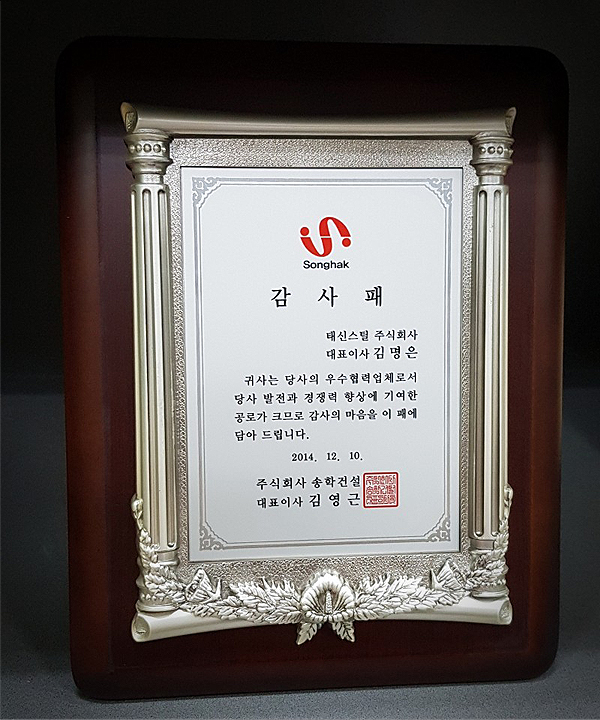 Songhak
감 사 패
태신스틸 주식회사
대표이사 김 명 은
귀사는 당사의 우수협력업체로서
당사 발전과 경쟁력 향상에 기여한
공로가 크므로 감사의 마음을 이 패에
담아 드립니다.
2014. 12. 10.
주식회사 송학건설
대표이사 김 영 근